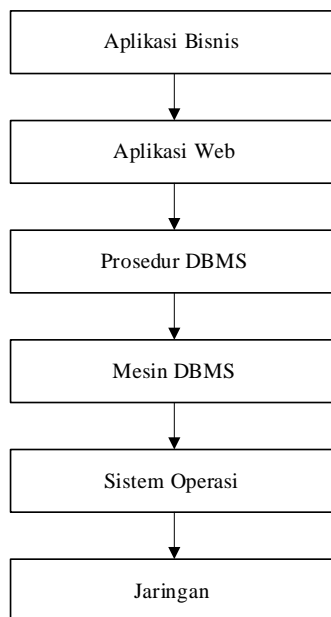 Aplikasi Bisnis
Aplikasi Web
Prosedur DBMS
Mesin DBMS
Sistem Operasi
Jaringan